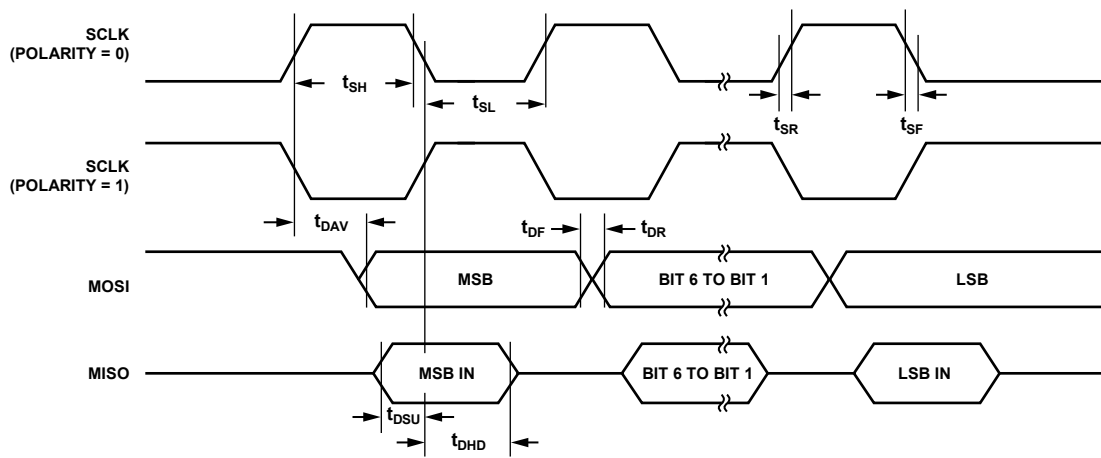 SCLK
(POLARITY = 0)
tSH
tSL
tSR
tSF
SCLK
(POLARITY = 1)
tDAV
tDF
tDR
MOSI
MSB
BIT 6 TO BIT 1
LSB
MISO
MSB IN
BIT 6 TO BIT 1
LSB IN
tDSU
tDHD